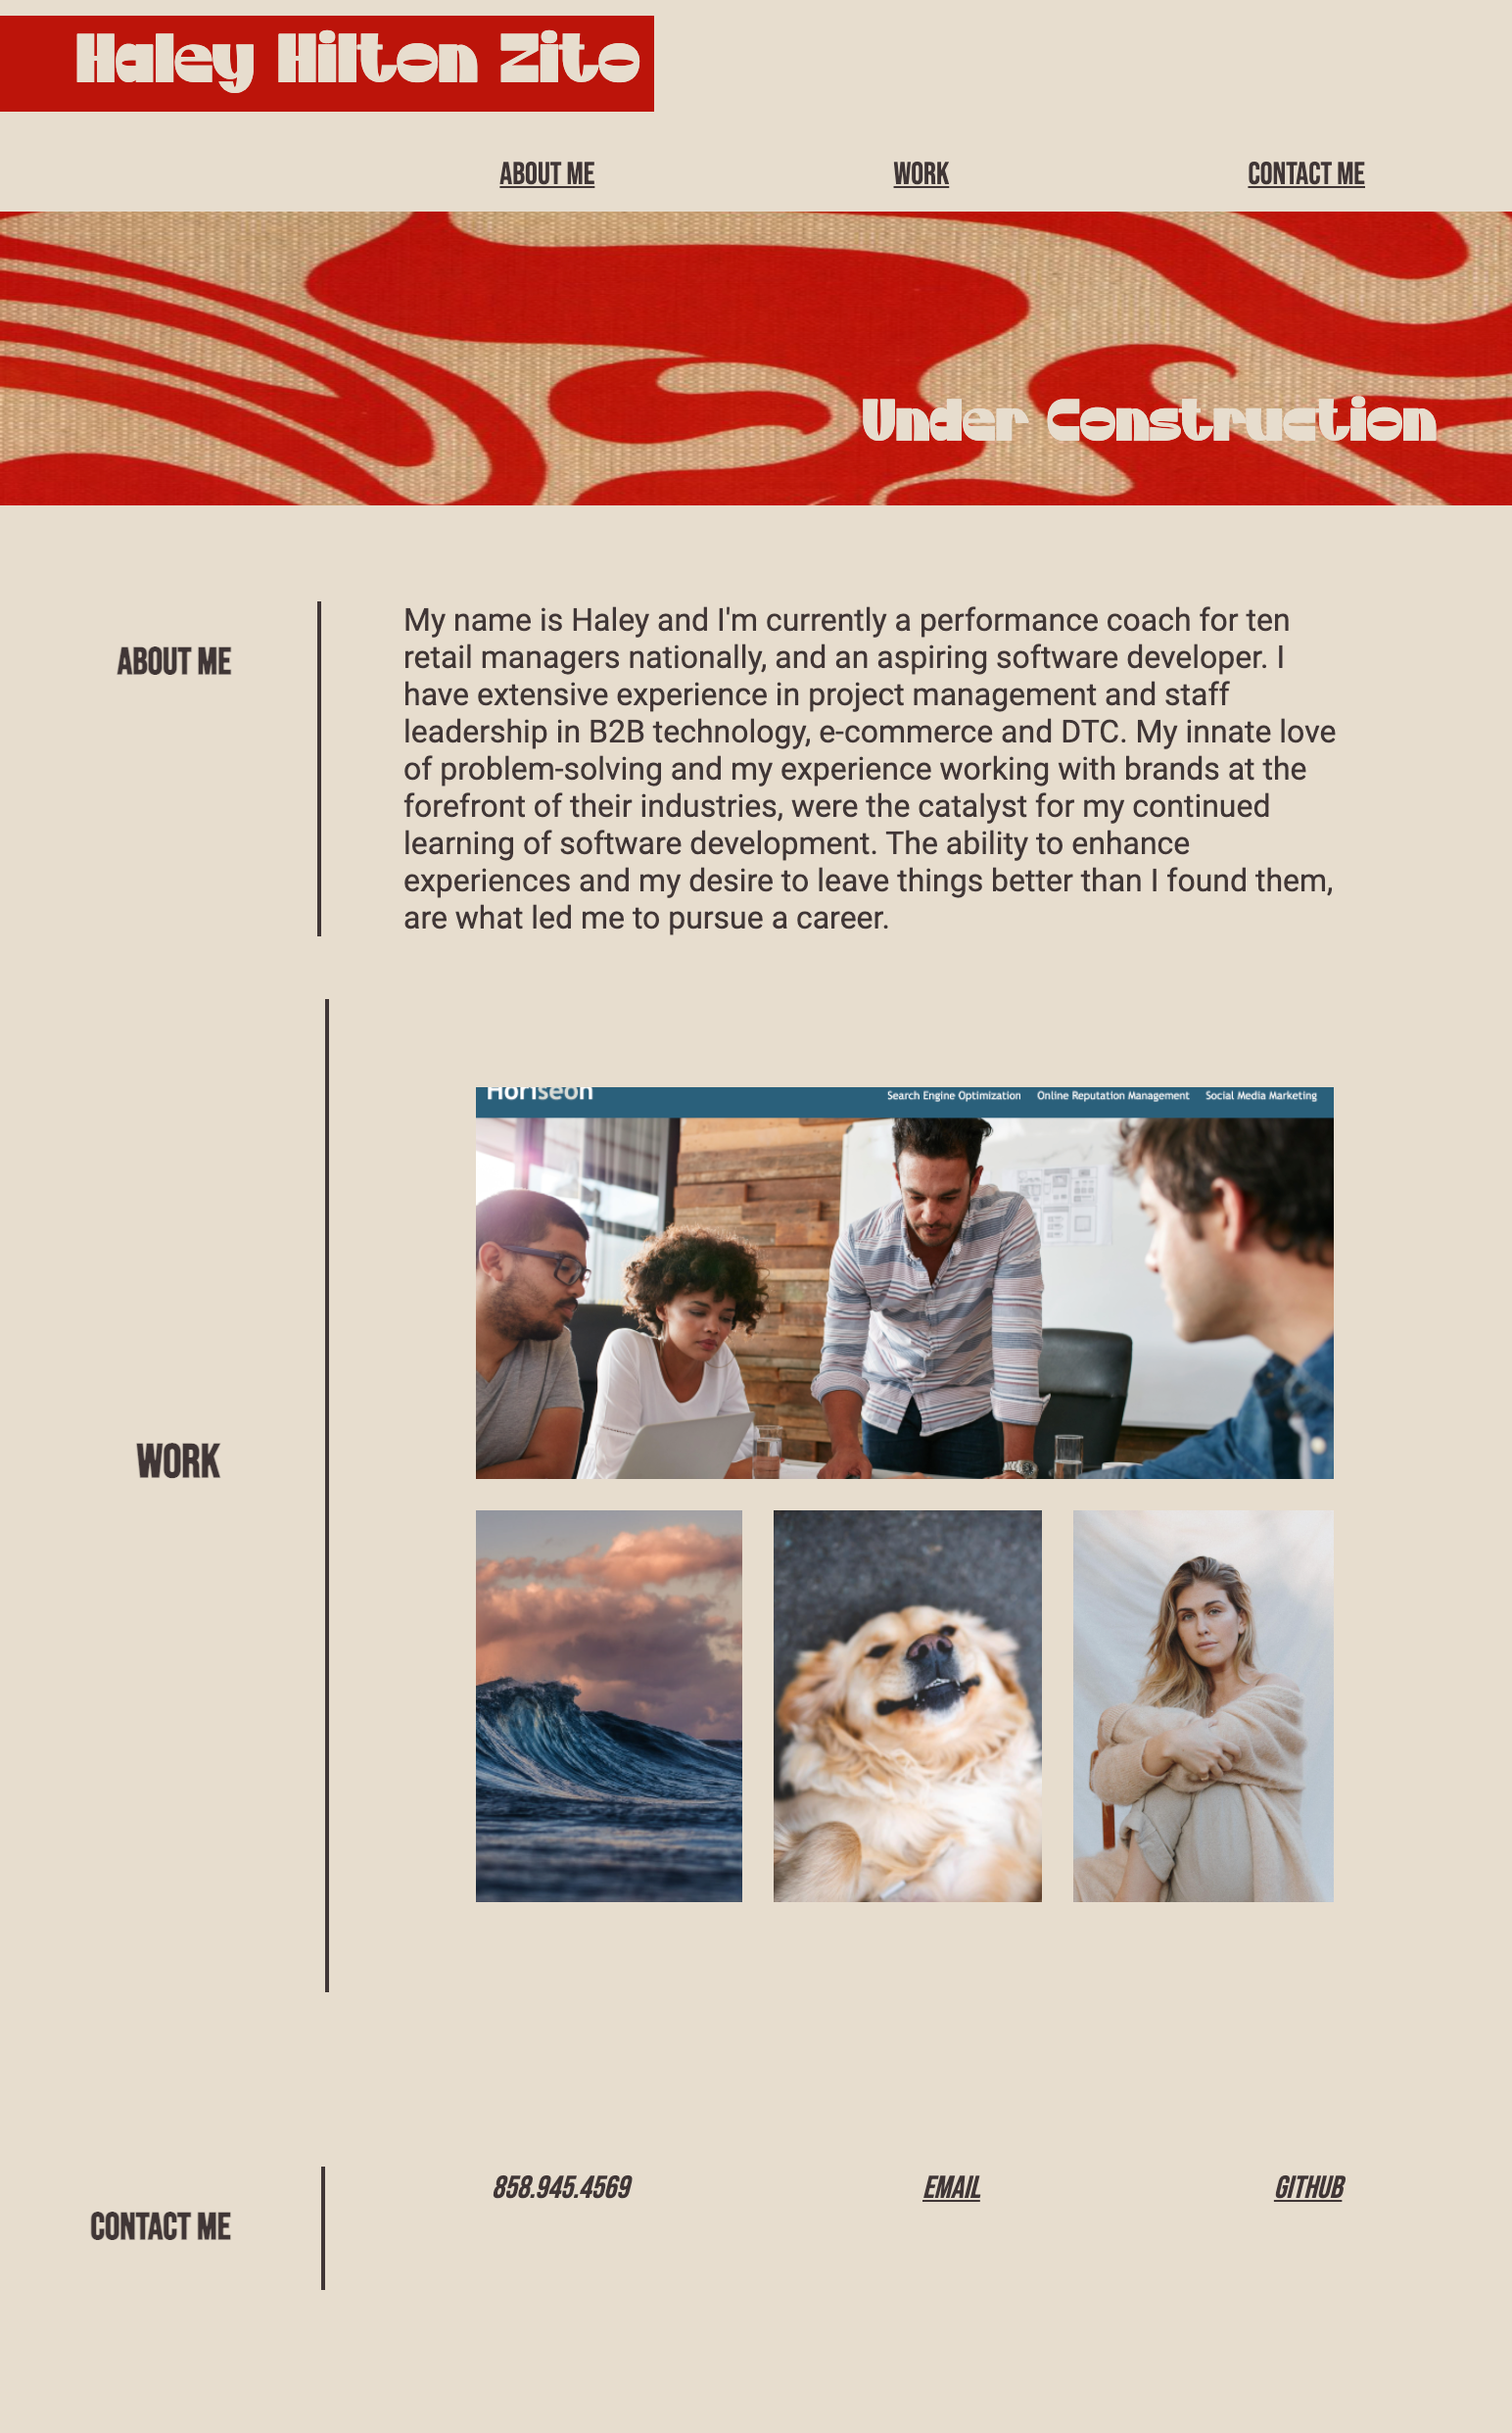 Haley Hilton Zito
ABOUT ME
WORK
CONTACT ME
Under Construction
ABOUT ME
My name is Haley and I'm currently a performance coach for ten
retail managers nationally, and an aspiring software developer. I
have extensive experience in project management and staff
leadership in B2B technology, e-commerce and DTC. My innate love
of problem-solving and my experience working with brands at the
forefront of their industries, were the catalyst for my continued
learning of software development. The ability to enhance
experiences and my desire to leave things better than I found them,
are what led me to pursue a career.
WORK
Horiseon
Search Engine Optimization
Online Reputation Management
Social Media Marketing
CONTACT ME
858.945.4569
EMAIL
GITHUB